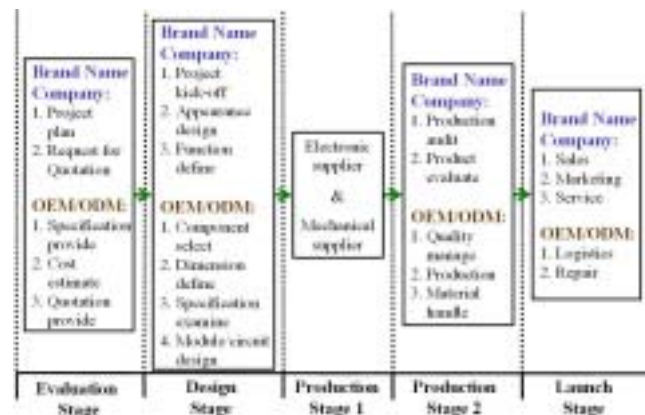 Brand Name
Company:
1. Project
plan
2. Request for
Quotation
OEM/ODM:
1. Specification
provide
2. Cost
estimate
3. Quotation
provide
Brand Name
Company:
1. Project
kick-off
2. Appearance
design
3. Function
define
OEM/ODM:
1. Component
select
2. Dimension
define
3. Specification
examine
4. Module/circuit
design
Electronic
supplier
&
Mechanical
supplier
Brand Name
Company:
1. Production
audit
2. Product
evaluate
OEM/ODM:
1. Quality
manage
2. Production
3. Material
handle
Brand Name
Company:
1. Sales
2. Marketing
3. Service
OEM/ODM:
1. Logistics
2. Repair
Evaluation
Stage
Design
Stage
Production
Stage 1
Production
Stage 2
Launch
Stage